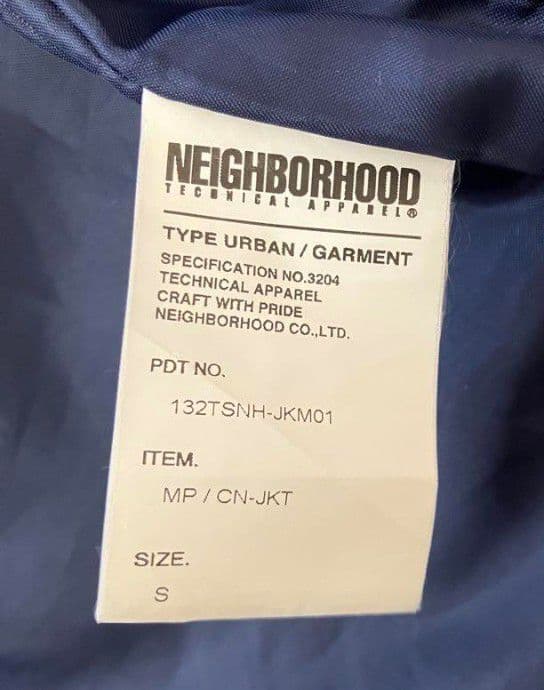 NEIGHBORHOOD
TECHNICAL APPAREL®
TYPE URBAN / GARMENT
SPECIFICATION NO.3204
TECHNICAL APPAREL
CRAFT WITH PRIDE
NEIGHBORHOOD CO.,LTD.
PDT NO.
132TSNH-JKM01
ITEM.
MP / CN-JKT
SIZE.
S